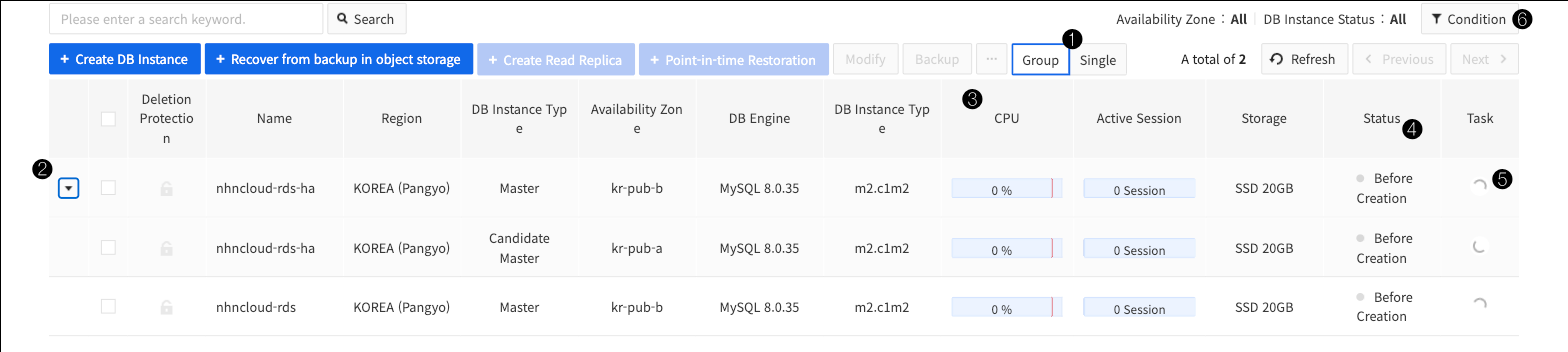 Please enter a search keyword. Search Availability Zone : All DB Instance Status : All Condition 6
1
+ Create DB Instance + Recover from backup in object storage + Create Read Replica + Point-in-time Restoration Modify Backup ... Group Single A total of 2 Refresh < Previous Next >
Deletion Protectio n Name Region DB Instance Typ e Availability Zon e DB Engine DB Instance Typ e 3 CPU Active Session Storage Status 4 Task
2 nhncloud-rds-ha KOREA (Pangyo) Master kr-pub-b MySQL 8.0.35 m2.c1m2 0 % 0 Session SSD 20GB Before Creation 5
nhncloud-rds-ha KOREA (Pangyo) Candidate Master kr-pub-a MySQL 8.0.35 m2.c1m2 0 % 0 Session SSD 20GB Before Creation
nhncloud-rds KOREA (Pangyo) Master kr-pub-b MySQL 8.0.35 m2.c1m2 0 % 0 Session SSD 20GB Before Creation